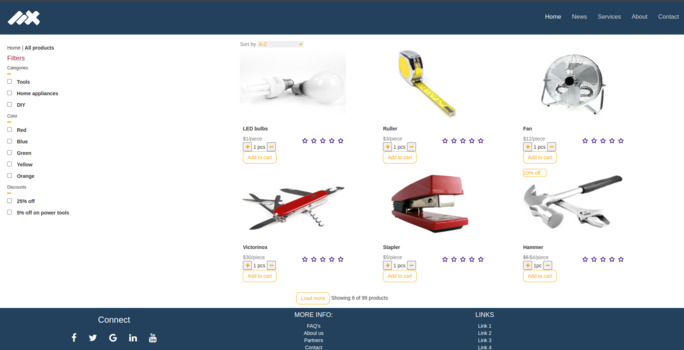 Home News Services About Contact
Home | All products
Filters
Categories
Tools
Home appliances
DIY
Color
Red
Blue
Green
Yellow
Orange
Discounts
25% off
5% off on power tools
Sort by A-Z
LED bulbs
$1/piece
+ 1 pcs −
Add to cart
Ruller
$3/piece
+ 1 pcs −
Add to cart
Fan
$12/piece
+ 1 pcs −
Add to cart
Victorinox
$30/piece
+ 1 pcs −
Add to cart
Stapler
$5/piece
+ 1 pcs −
Add to cart
off
Hammer
/piece
+ 1pc −
Add to cart
Load more Showing 6 of 99 products
Connect
MORE INFO:
FAQ's
About us
Partners
Contact
LINKS
Link 1
Link 2
Link 3
Link 4